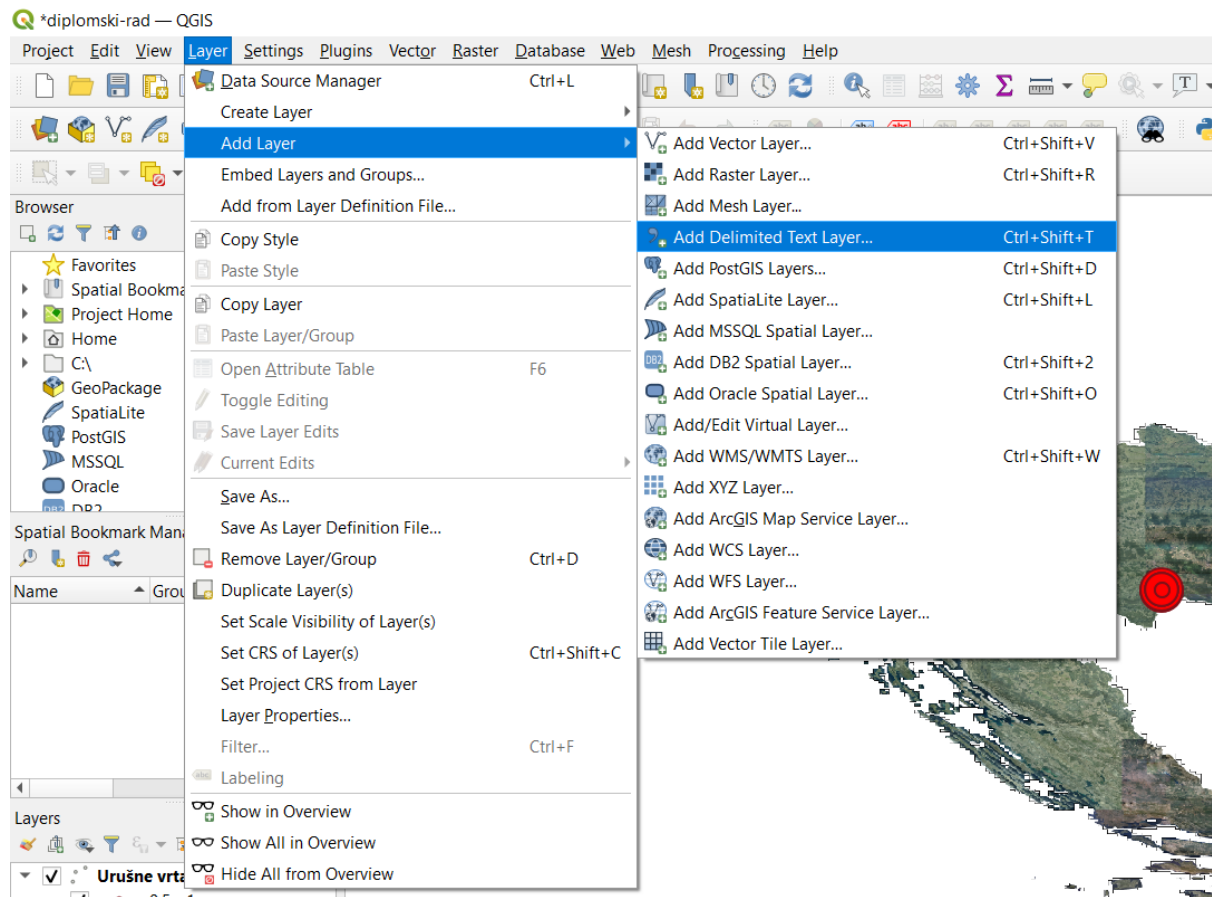 *diplomski-rad — QGIS
Project Edit View Layer Settings Plugins Vector Raster Database Web Mesh Processing Help
Data Source Manager Ctrl+L
Create Layer
Add Layer
Embed Layers and Groups...
Add from Layer Definition File...
Copy Style
Paste Style
Copy Layer
Paste Layer/Group
Open Attribute Table F6
Toggle Editing
Save Layer Edits
Current Edits
Save As...
Save As Layer Definition File...
Remove Layer/Group Ctrl+D
Duplicate Layer(s)
Set Scale Visibility of Layer(s)
Set CRS of Layer(s) Ctrl+Shift+C
Set Project CRS from Layer
Layer Properties...
Filter... Ctrl+F
Labeling
Show in Overview
Show All in Overview
Hide All from Overview
Add Vector Layer... Ctrl+Shift+V
Add Raster Layer... Ctrl+Shift+R
Add Mesh Layer...
Add Delimited Text Layer... Ctrl+Shift+T
Add PostGIS Layers... Ctrl+Shift+D
Add SpatiaLite Layer... Ctrl+Shift+L
Add MSSQL Spatial Layer...
Add DB2 Spatial Layer... Ctrl+Shift+2
Add Oracle Spatial Layer... Ctrl+Shift+O
Add/Edit Virtual Layer...
Add WMS/WMTS Layer... Ctrl+Shift+W
Add XYZ Layer...
Add ArcGIS Map Service Layer...
Add WCS Layer...
Add WFS Layer...
Add ArcGIS Feature Service Layer...
Add Vector Tile Layer...
Browser
Favorites
Spatial Bookma
Project Home
Home
C:\
GeoPackage
SpatiaLite
PostGIS
MSSQL
Oracle
DB2
Spatial Bookmark Man
Name Grou
Layers
Urušne vrta